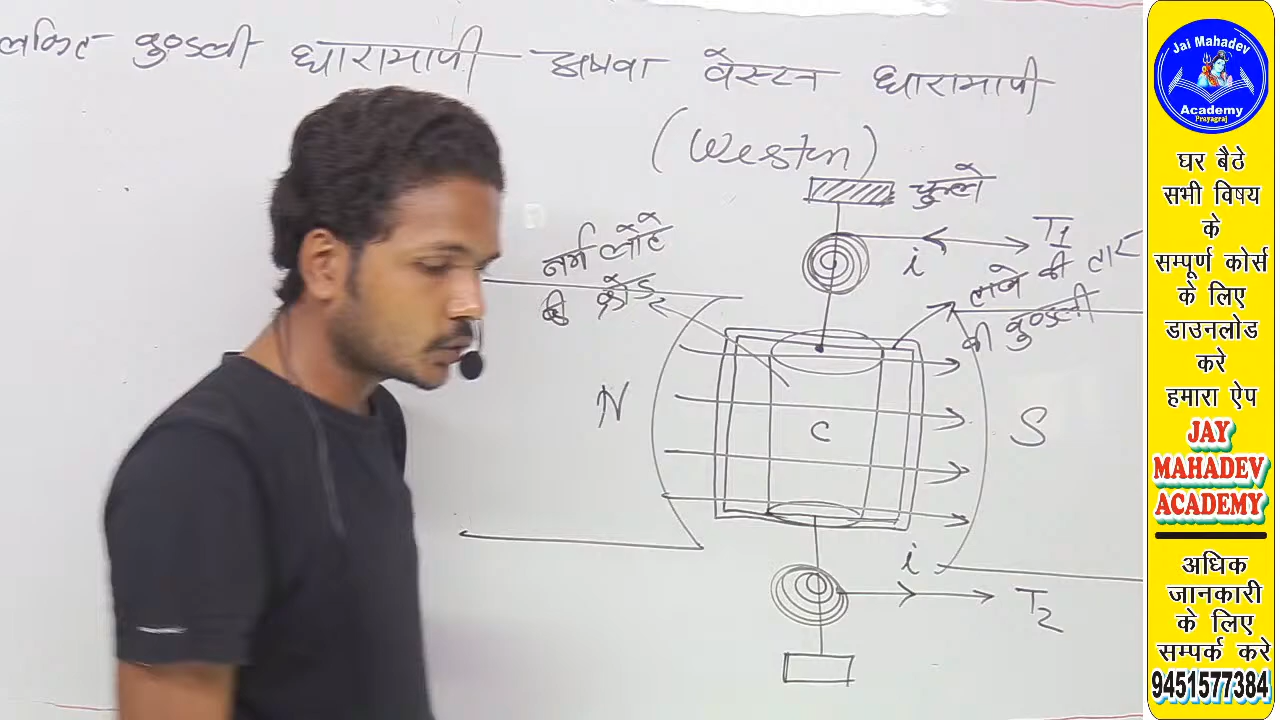 कुण्डली धारामापी अथवा वेस्टन धारामापी
(Weston)
चुल्ले
T1
i
नर्म लोहे
की क्रोड
ताँबे की तार
की कुण्डली
N
C
S
i
T2
Jai Mahadev
Academy
Prayagraj
घर बैठे
सभी विषय
के
सम्पूर्ण कोर्स
के लिए
डाउनलोड
करे
हमारा ऐप
JAY
MAHADEV
ACADEMY
अधिक
जानकारी
के लिए
सम्पर्क करे
9451577384